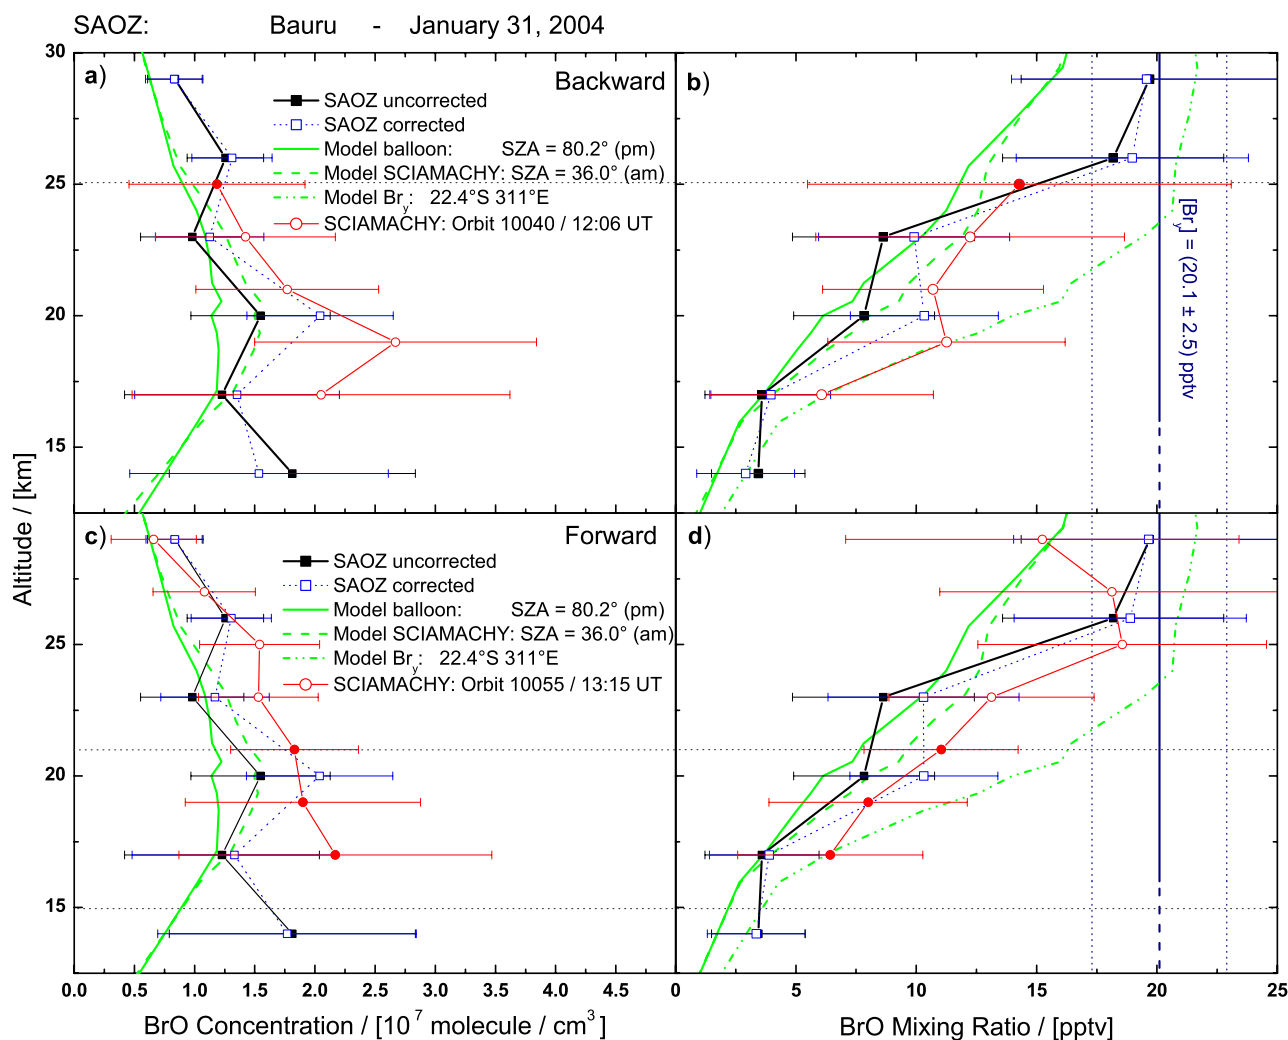 SAOZ: Bauru - January 31, 2004
a) Backward
SAOZ uncorrected
SAOZ corrected
Model balloon: SZA = 80.2° (pm)
Model SCIAMACHY: SZA = 36.0° (am)
Model Bry: 22.4°S 311°E
SCIAMACHY: Orbit 10040 / 12:06 UT
b)
[Bry] = (20.1 ± 2.5) pptv
30
25
20
15
Altitude / [km]
c) Forward
SAOZ uncorrected
SAOZ corrected
Model balloon: SZA = 80.2° (pm)
Model SCIAMACHY: SZA = 36.0° (am)
Model Bry: 22.4°S 311°E
SCIAMACHY: Orbit 10055 / 13:15 UT
d)
25
20
15
0.0 0.5 1.0 1.5 2.0 2.5 3.0 3.5 4.0 4.5 0 5 10 15 20 25
BrO Concentration / [10^7 molecule / cm^3] BrO Mixing Ratio / [pptv]